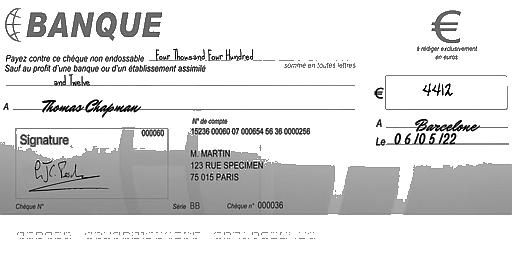 BANQUE
€
à rédiger exclusivement
en euros
Payez contre ce chèque non endossable Four Thousand Four Hundred
Sauf au profit d'une banque ou d'un établissement assimilé
somme en toutes lettres
and Twelve
€ 4412
A Thomas Chapman
A Barcelone
Le 06/05/22
Signature
000060
N° de compte
15236 00060 07 000654 56 36 0000256
M. MARTIN
123 RUE SPECIMEN
75 015 PARIS
Chèque N°
Série BB
Chèque n° 000036